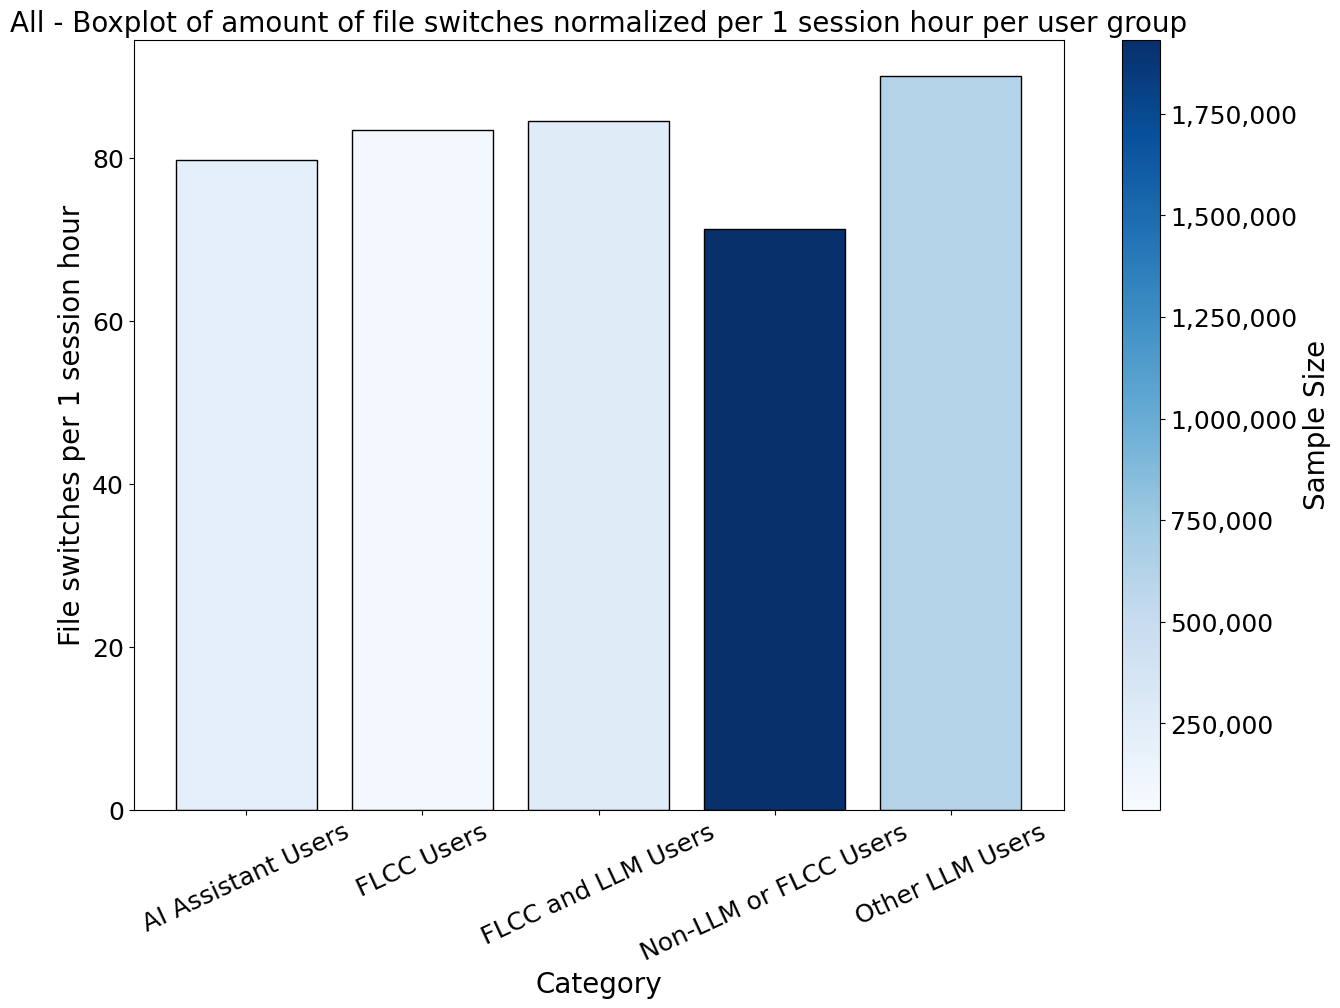 All - Boxplot of amount of file switches normalized per 1 session hour per user group
File switches per 1 session hour
80
60
40
20
0
AI Assistant Users
FLCC Users
FLCC and LLM Users
Non-LLM or FLCC Users
Other LLM Users
Category
1,750,000
1,500,000
1,250,000
1,000,000
750,000
500,000
250,000
Sample Size